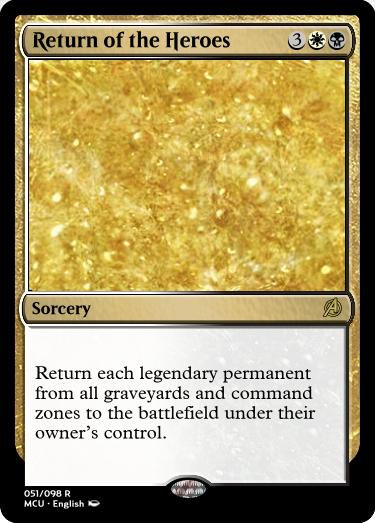 Return of the Heroes 3
Sorcery
Return each legendary permanent
from all graveyards and command
zones to the battlefield under their
owner's control.
051/098 R
MCU · English